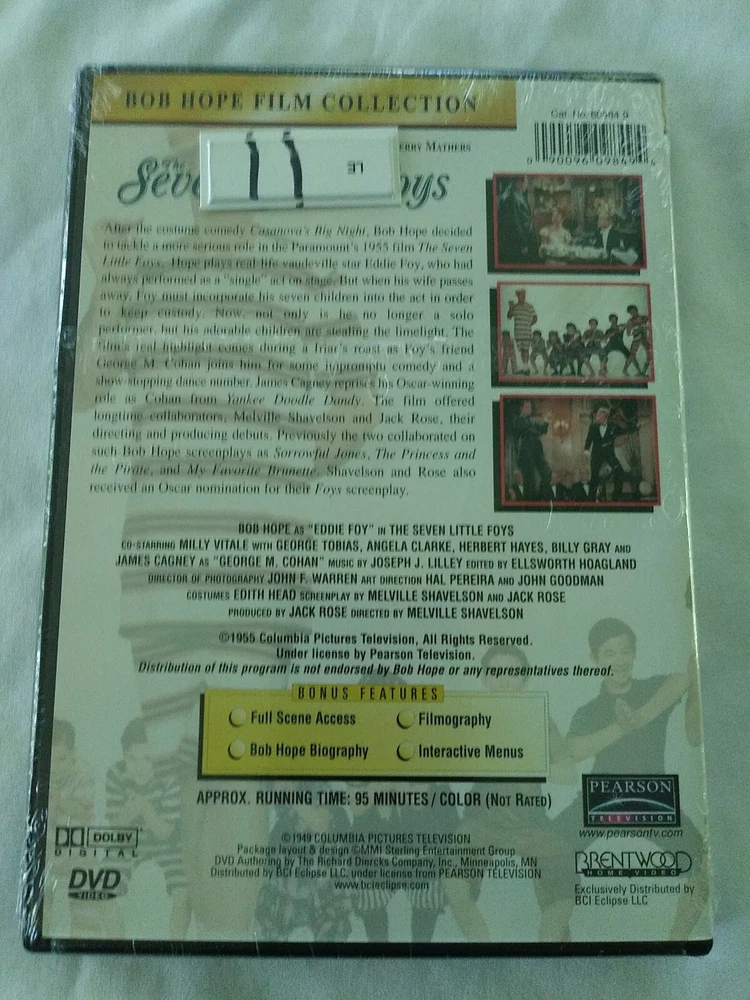 BOB HOPE FILM COLLECTION
Cat. No. 60984 9
0 90096 09849 4
ERRY MATHERS
11
37
The Seve oys
After the costume comedy Casanova's Big Night, Bob Hope decided
to tackle a more serious role in the Paramount's 1955 film The Seven
Little Foys. Hope plays real-life vaudeville star Eddie Foy, who had
always performed as a "single" act on stage. But when his wife passes
away, Foy must incorporate his seven children into the act in order
to keep custody. Now, not only is he no longer a solo
performer, but his adorable children are stealing the limelight. The
film's real highlight comes during a Friar's roast as Foy's friend
George M. Cohan joins him for some impromptu comedy and a
show-stopping dance number. James Cagney reprises his Oscar-winning
role as Cohan from Yankee Doodle Dandy. The film offered
longtime collaborators, Melville Shavelson and Jack Rose, their
directing and producing debuts. Previously the two collaborated on
such Bob Hope screenplays as Sorrowful Jones, The Princess and
the Pirate, and My Favorite Brunette. Shavelson and Rose also
received an Oscar nomination for their Foys screenplay.
BOB HOPE AS "EDDIE FOY" IN THE SEVEN LITTLE FOYS
CO-STARRING MILLY VITALE WITH GEORGE TOBIAS, ANGELA CLARKE, HERBERT HAYES, BILLY GRAY AND
JAMES CAGNEY AS "GEORGE M. COHAN" MUSIC BY JOSEPH J. LILLEY EDITED BY ELLSWORTH HOAGLAND
DIRECTOR OF PHOTOGRAPHY JOHN F. WARREN ART DIRECTION HAL PEREIRA AND JOHN GOODMAN
COSTUMES EDITH HEAD SCREENPLAY BY MELVILLE SHAVELSON AND JACK ROSE
PRODUCED BY JACK ROSE DIRECTED BY MELVILLE SHAVELSON
©1955 Columbia Pictures Television, All Rights Reserved.
Under license by Pearson Television.
Distribution of this program is not endorsed by Bob Hope or any representatives thereof.
BONUS FEATURES
Full Scene Access
Filmography
Bob Hope Biography
Interactive Menus
APPROX. RUNNING TIME: 95 MINUTES / COLOR (NOT RATED)
PEARSON
TELEVISION
www.pearsontv.com
DOLBY
DIGITAL
DVD
VIDEO
©1949 COLUMBIA PICTURES TELEVISION
Package layout & design ©MMI Sterling Entertainment Group
DVD Authoring by The Richard Diercks Company, Inc., Minneapolis, MN
Distributed by BCI Eclipse LLC, under license from PEARSON TELEVISION
www.bcieclipse.com
BRENTWOOD
HOME VIDEO
Exclusively Distributed by
BCI Eclipse LLC